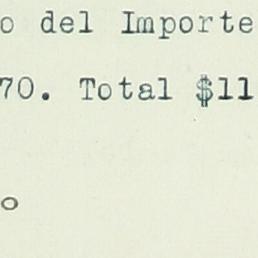 o del Importe
70. Total $11
o